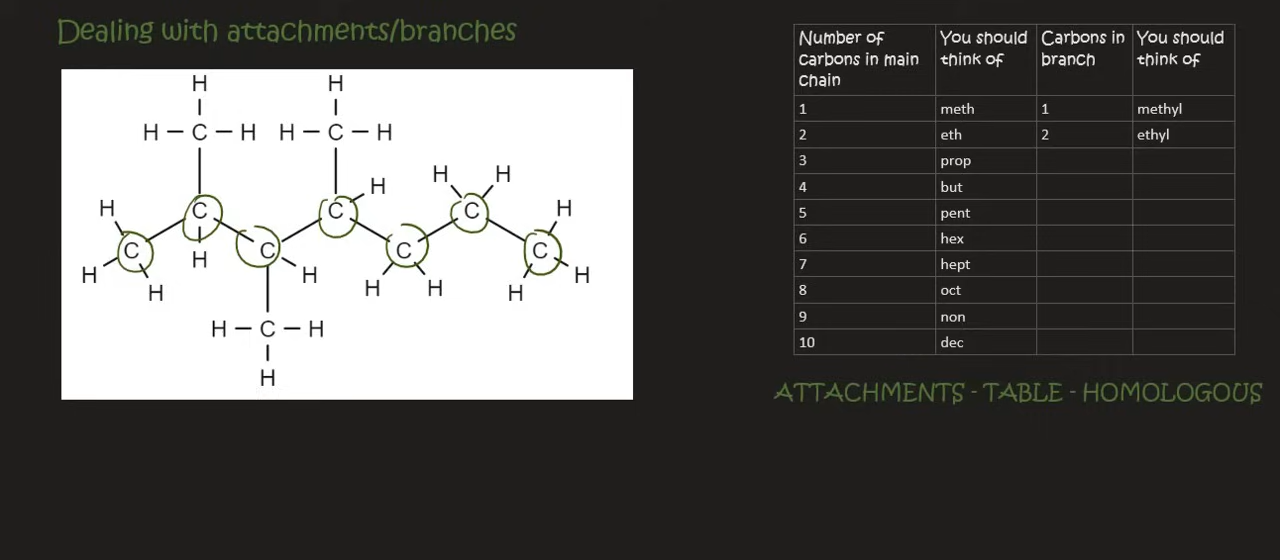 Dealing with attachments/branches
H H
H – C – H H – C – H
H H H
H C C C H
C C C C
H H H H
H H H H
H – C – H
H
Number of carbons in main chain You should think of Carbons in branch You should think of
1 meth 1 methyl
2 eth 2 ethyl
3 prop
4 but
5 pent
6 hex
7 hept
8 oct
9 non
10 dec
ATTACHMENTS - TABLE - HOMOLOGOUS